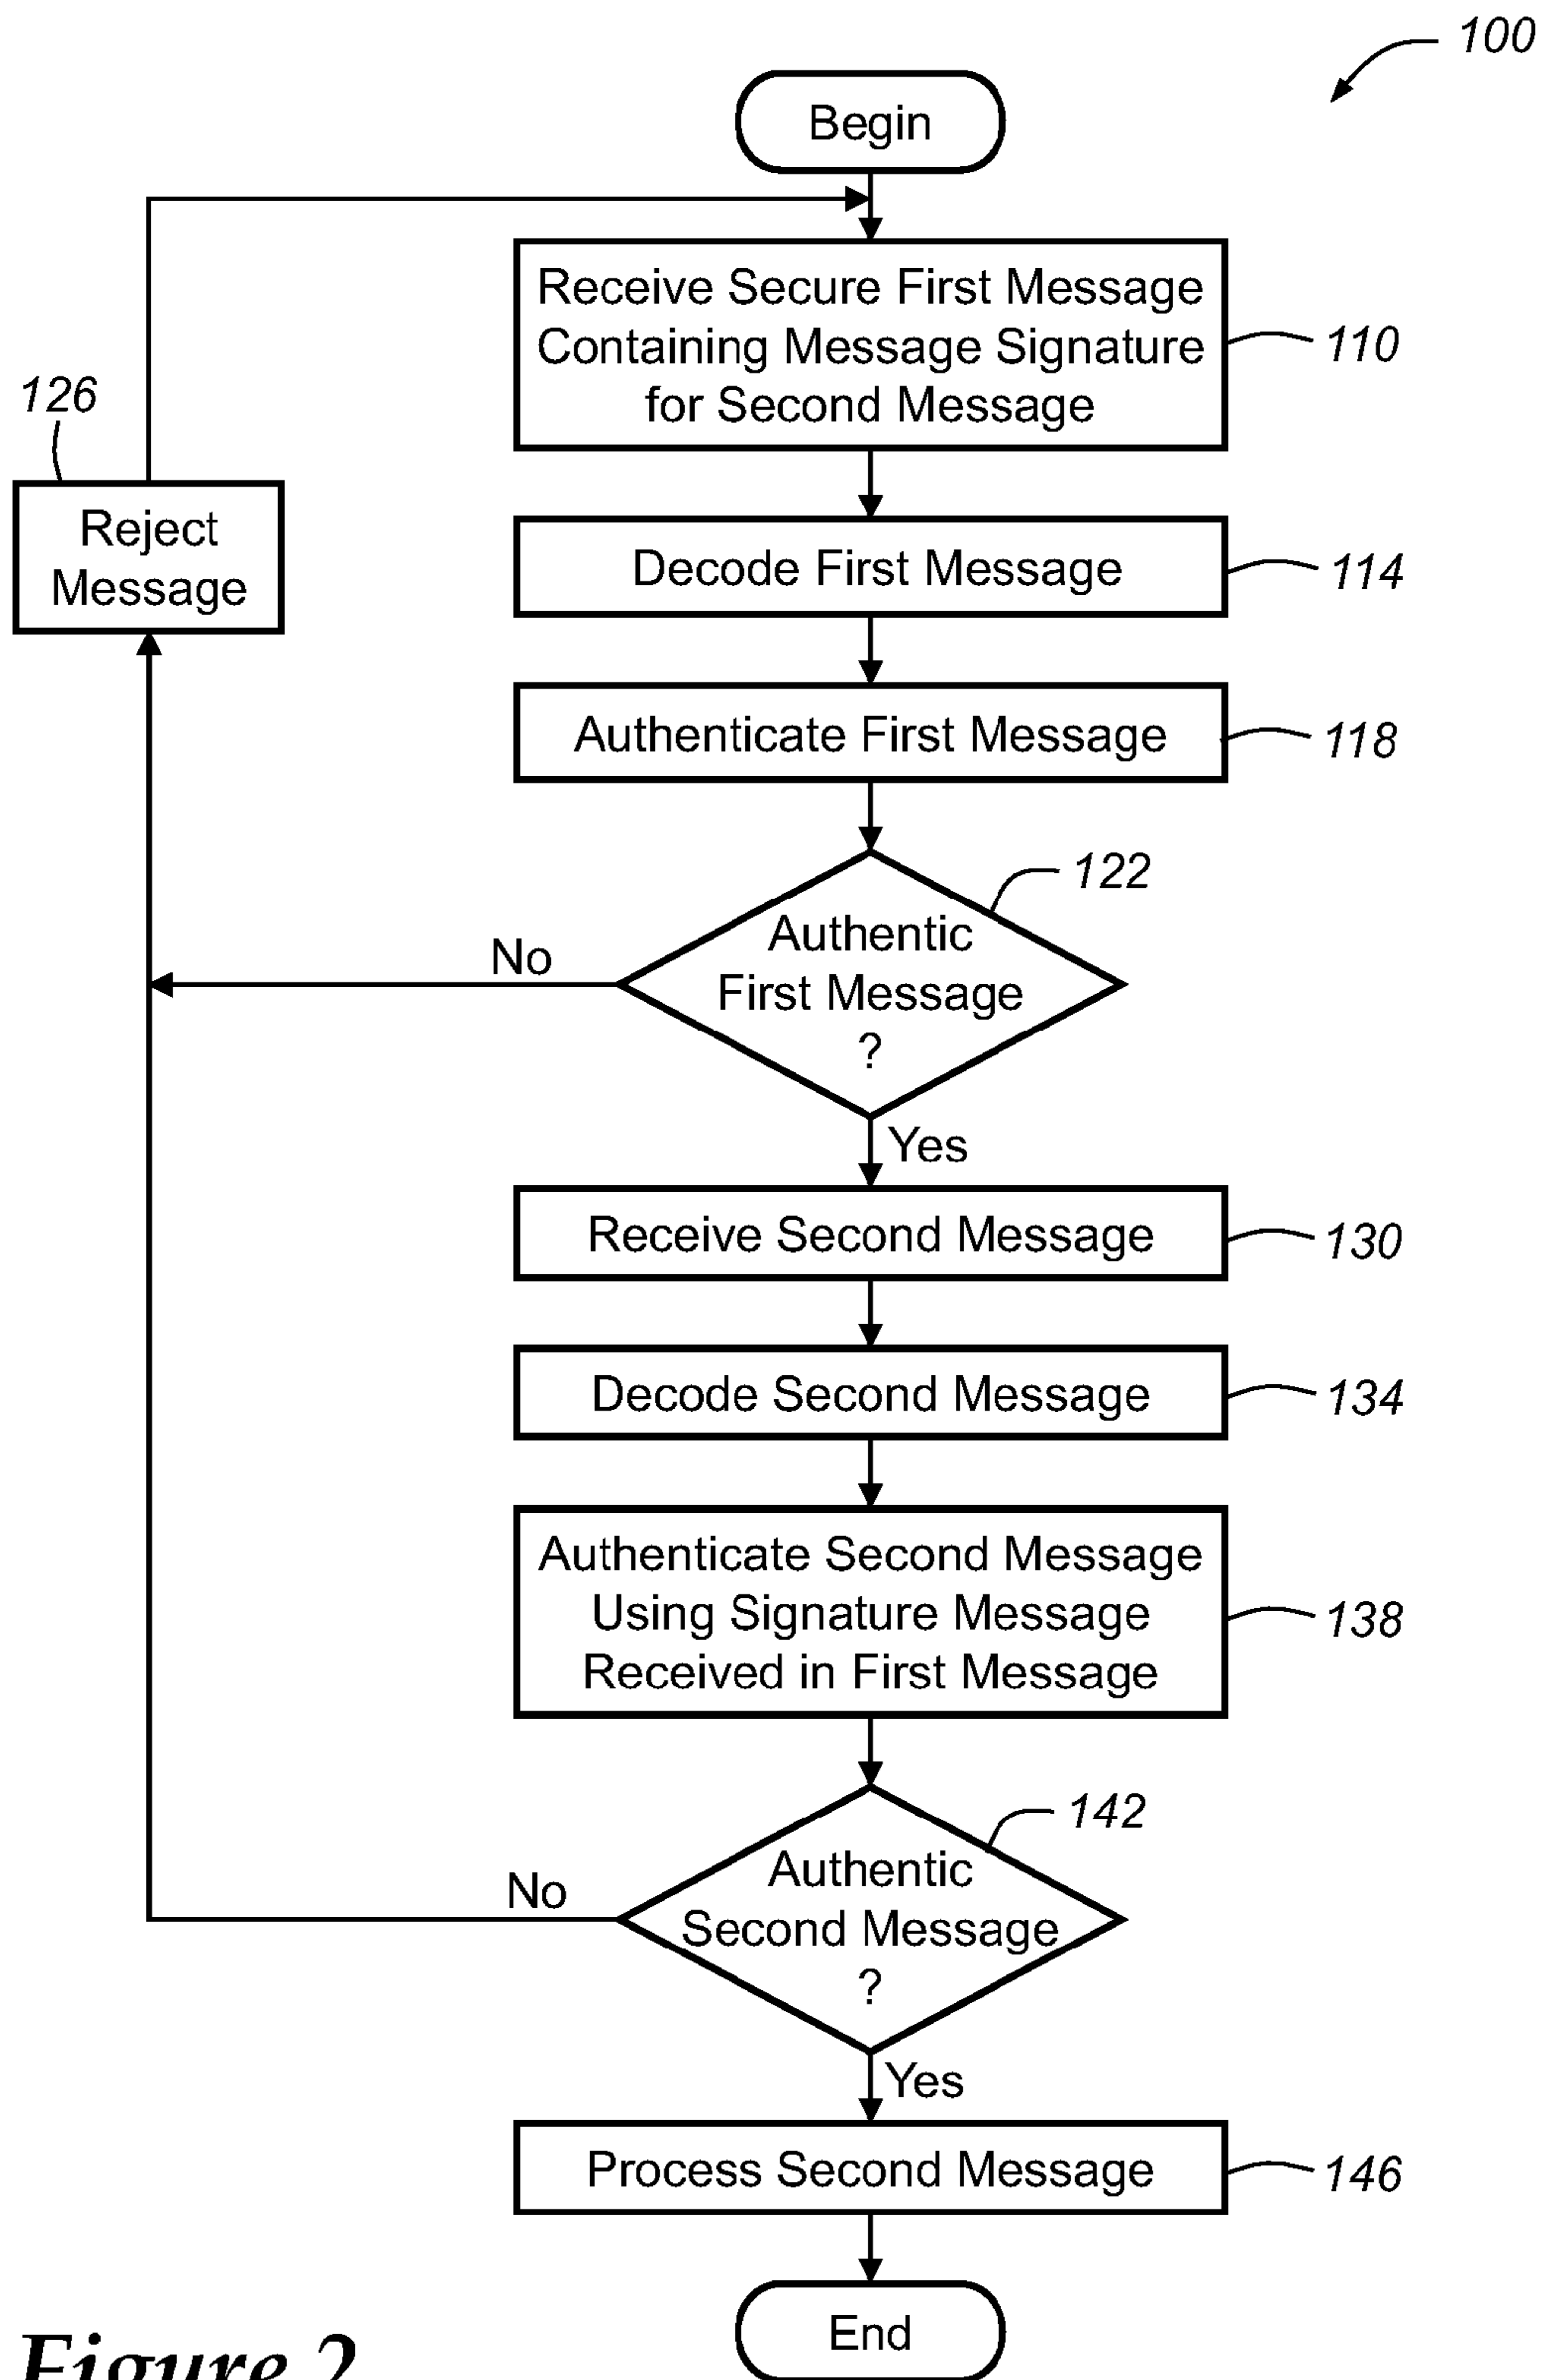 100
Begin
Receive Secure First Message
Containing Message Signature
for Second Message
110
126
Reject
Message
Decode First Message
114
Authenticate First Message
118
122
Authentic
First Message
?
No
Yes
Receive Second Message
130
Decode Second Message
134
Authenticate Second Message
Using Signature Message
Received in First Message
138
142
Authentic
Second Message
?
No
Yes
Process Second Message
146
End
Figure 2